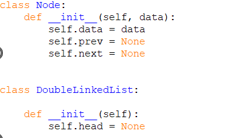 class Node:
    def __init__(self, data):
        self.data = data
        self.prev = None
        self.next = None
class DoubleLinkedList:
    def __init__(self):
        self.head = None